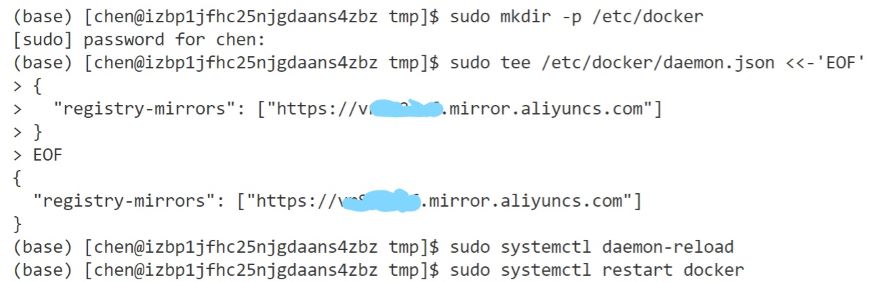 (base) [chen@izbp1jfhc25njgdaans4zbz tmp]$ sudo mkdir -p /etc/docker
[sudo] password for chen:
(base) [chen@izbp1jfhc25njgdaans4zbz tmp]$ sudo tee /etc/docker/daemon.json <<-'EOF'
> {
>   "registry-mirrors": ["https://v .mirror.aliyuncs.com"]
> }
> EOF
{
  "registry-mirrors": ["https:// .mirror.aliyuncs.com"]
}
(base) [chen@izbp1jfhc25njgdaans4zbz tmp]$ sudo systemctl daemon-reload
(base) [chen@izbp1jfhc25njgdaans4zbz tmp]$ sudo systemctl restart docker